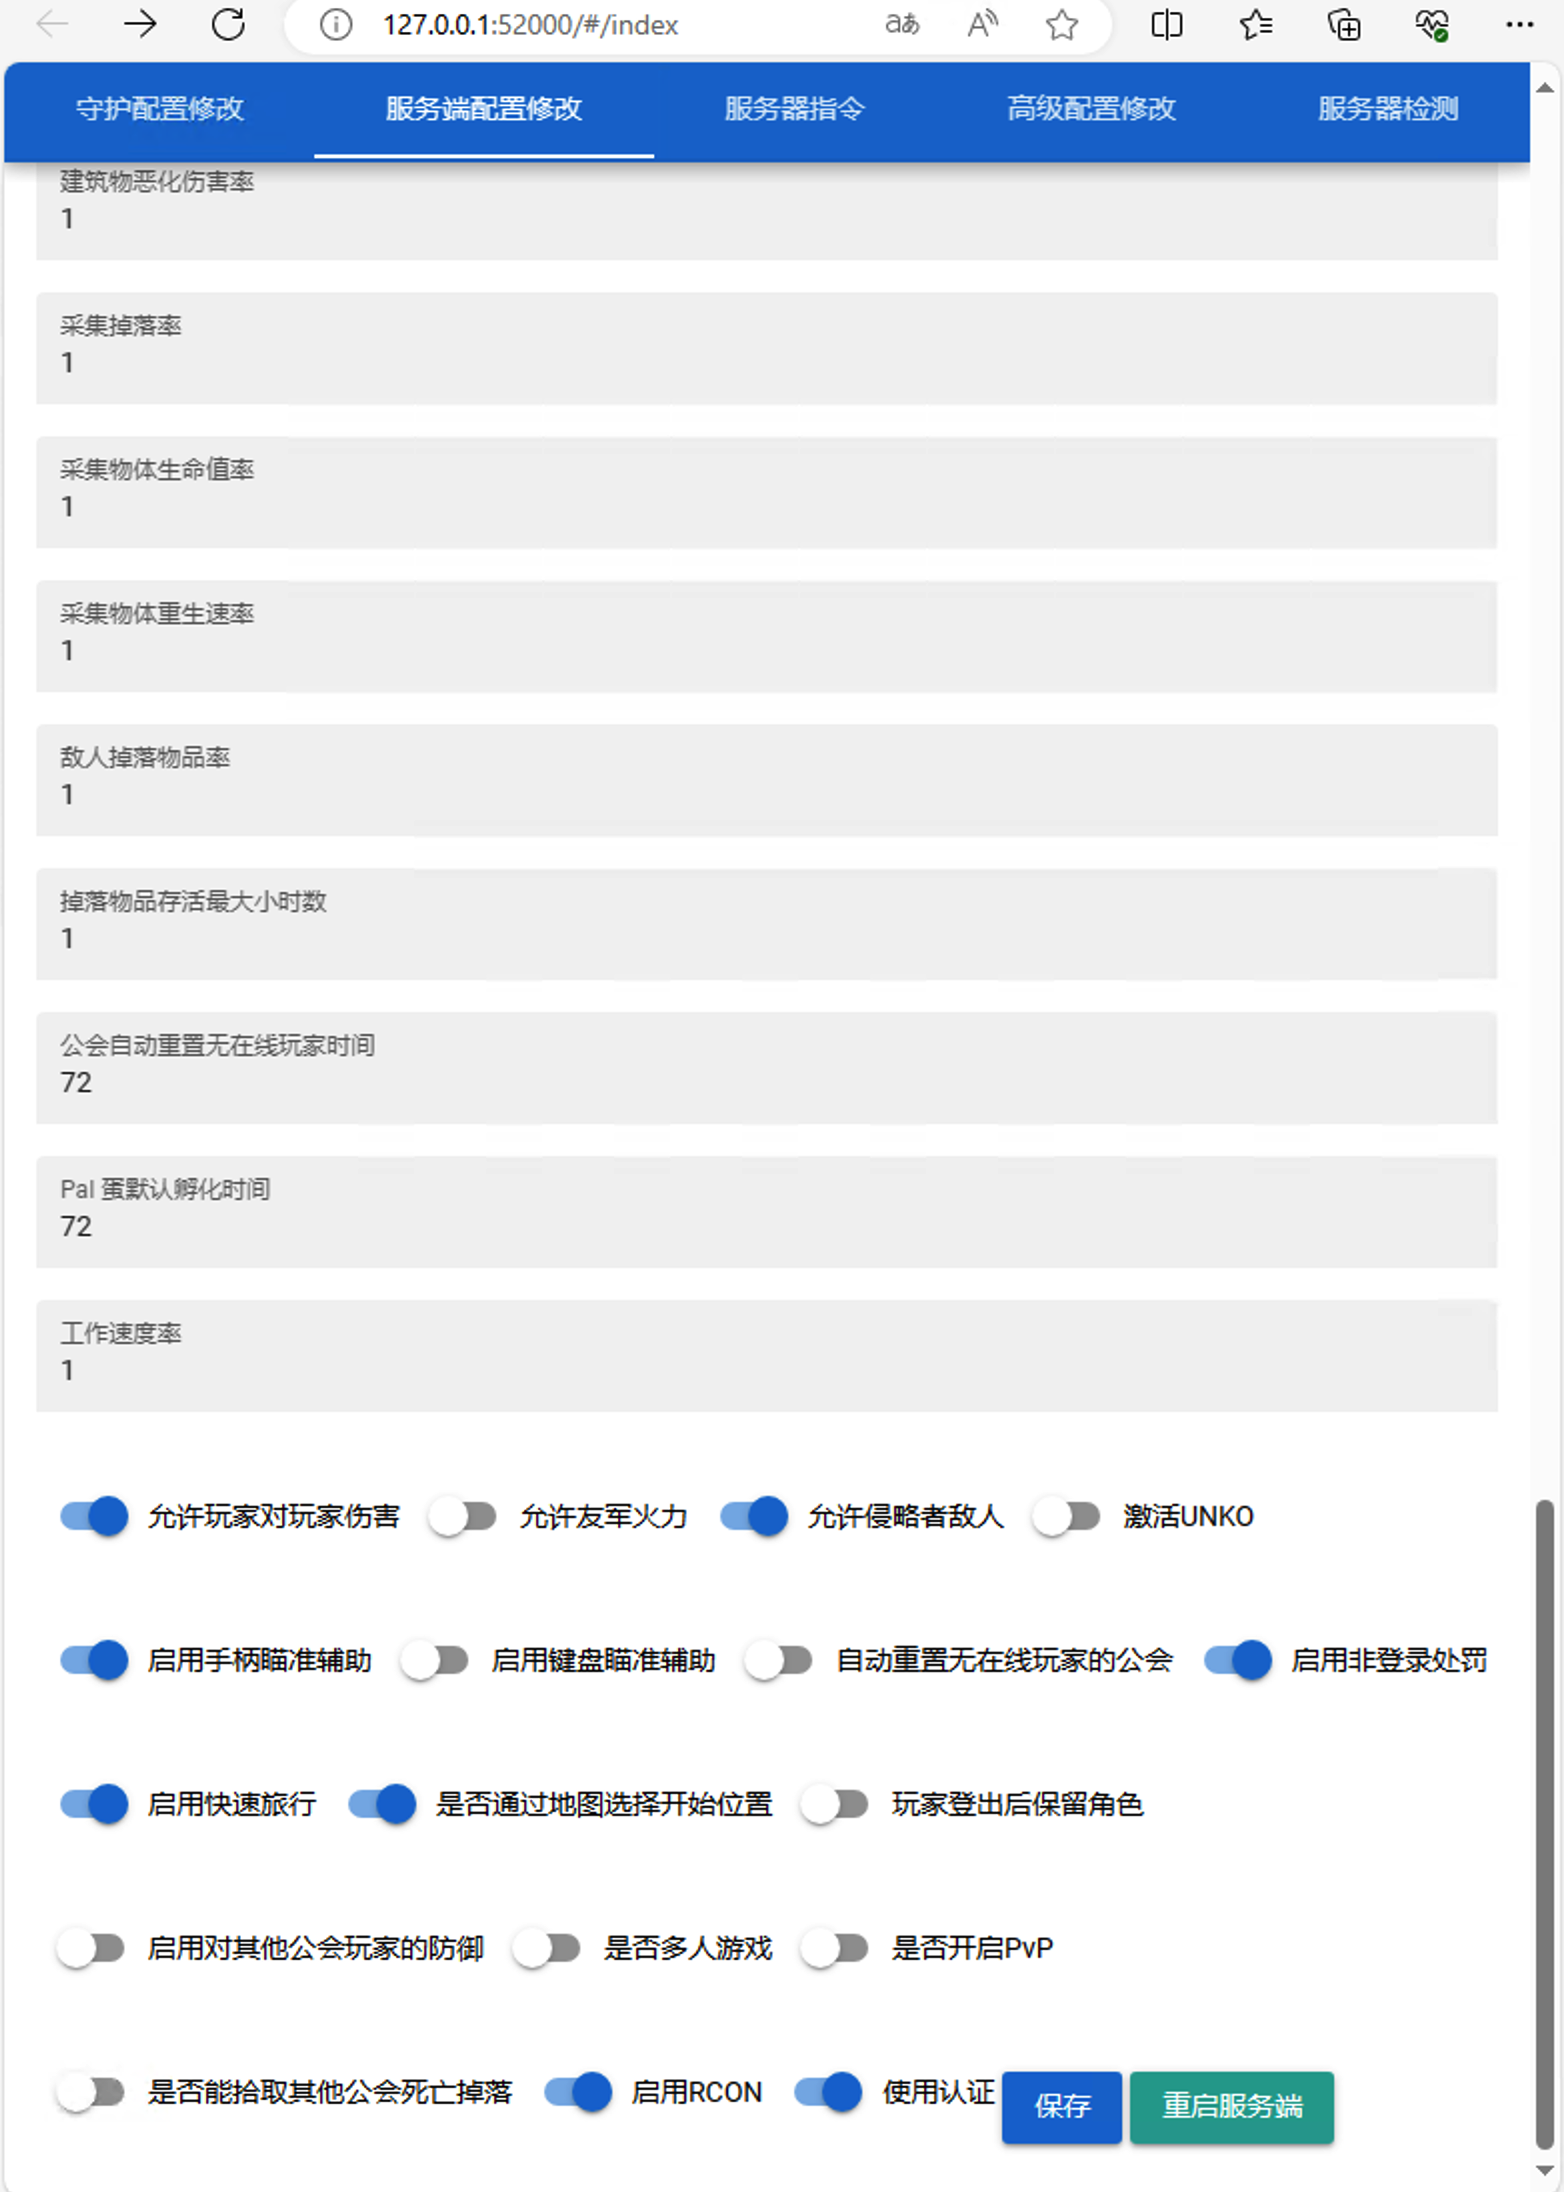 127.0.0.1:52000/#/index
守护配置修改 服务端配置修改 服务器指令 高级配置修改 服务器检测
建筑物恶化伤害率
1
采集掉落率
1
采集物体生命值率
1
采集物体重生速率
1
敌人掉落物品率
1
掉落物品存活最大小时数
1
公会自动重置无在线玩家时间
72
Pal 蛋默认孵化时间
72
工作速度率
1
允许玩家对玩家伤害 允许友军火力 允许侵略者敌人 激活UNKO
启用手柄瞄准辅助 启用键盘瞄准辅助 自动重置无在线玩家的公会 启用非登录处罚
启用快速旅行 是否通过地图选择开始位置 玩家登出后保留角色
启用对其他公会玩家的防御 是否多人游戏 是否开启PvP
是否能拾取其他公会死亡掉落 启用RCON 使用认证 保存 重启服务端